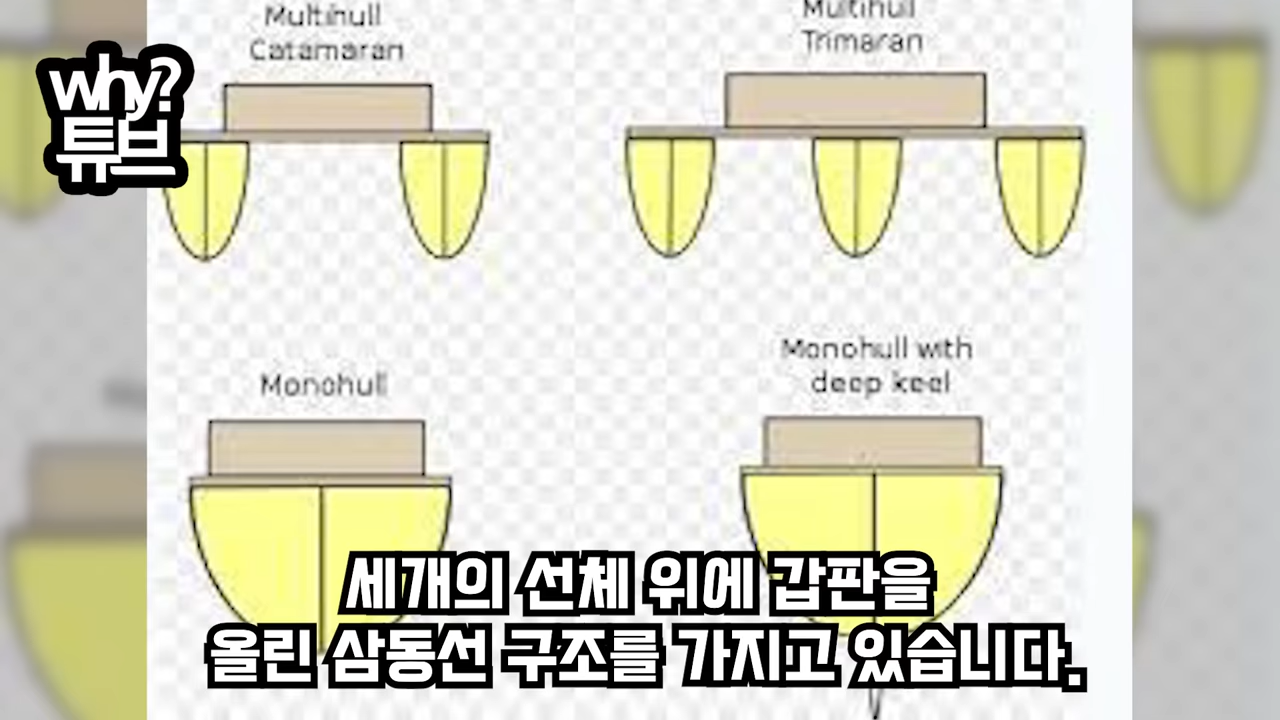 why?
튜브
Multihull
Catamaran
Multihull
Trimaran
Monohull
Monohull with
deep keel
세개의 선체 위에 갑판을
올린 삼동선 구조를 가지고 있습니다.